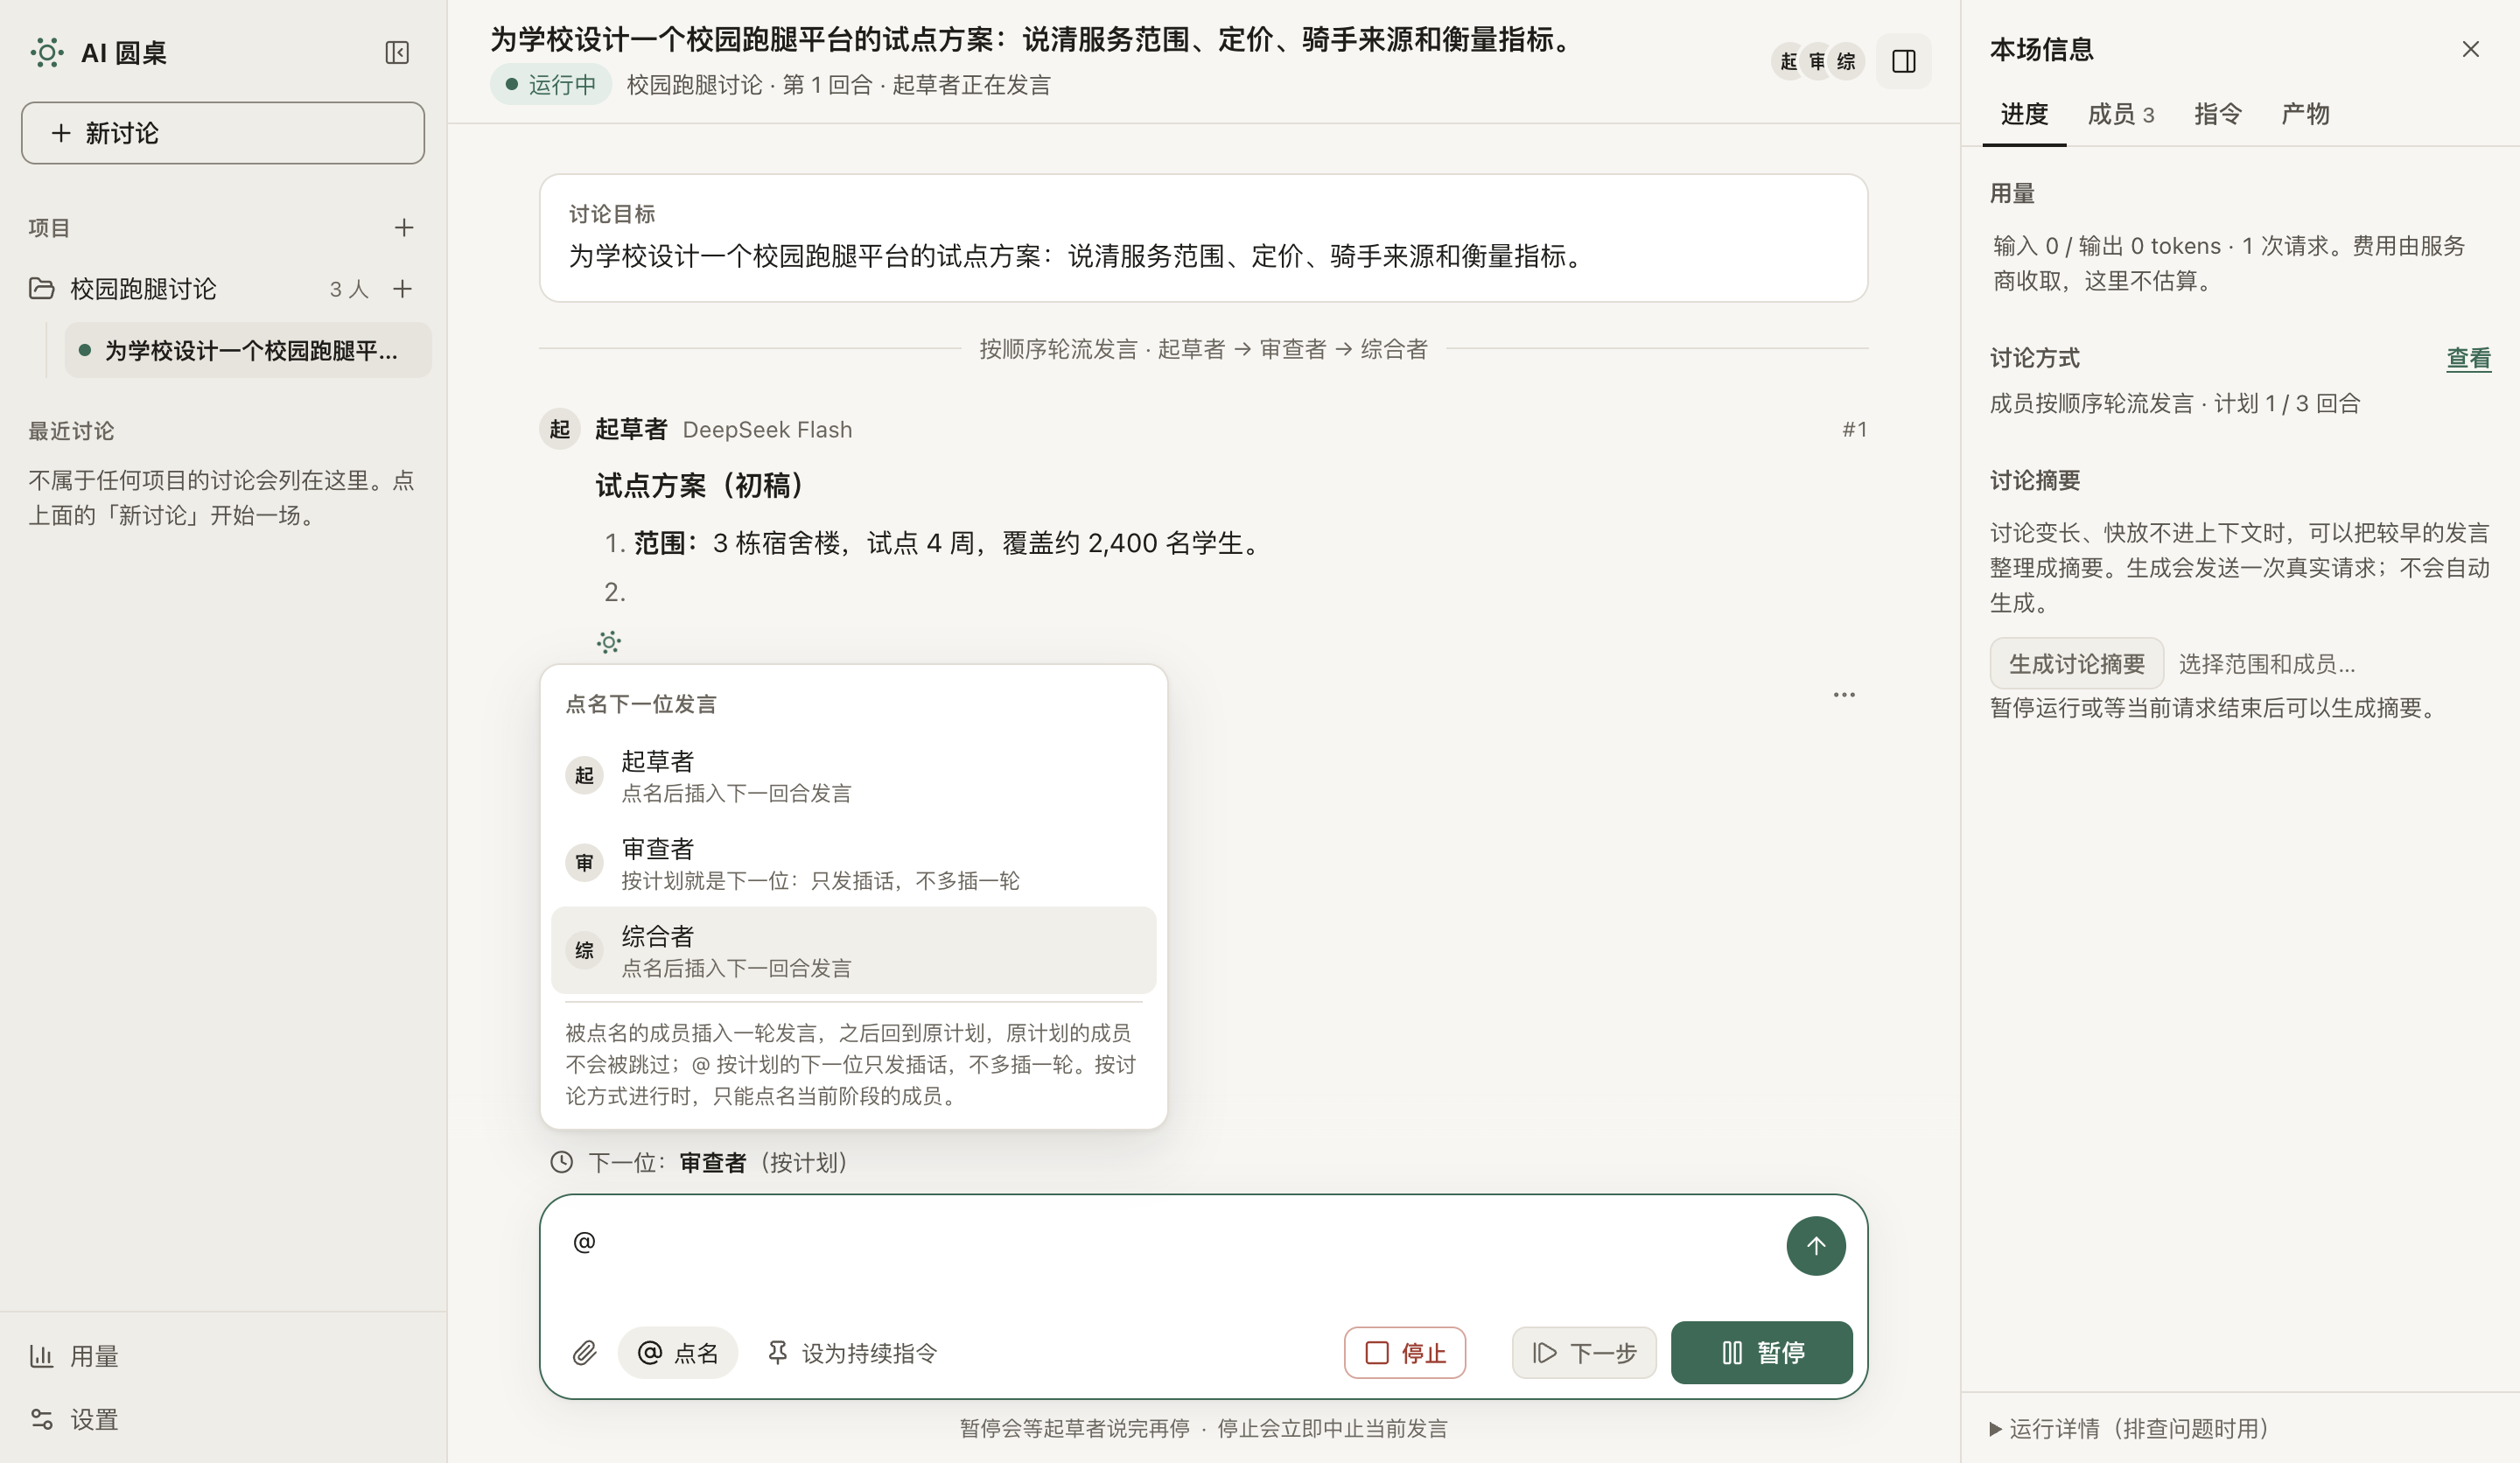 AI 圆桌
新讨论
项目
校园跑腿讨论 3 人
为学校设计一个校园跑腿平...
最近讨论
不属于任何项目的讨论会列在这里。点
上面的「新讨论」开始一场。
用量
设置
为学校设计一个校园跑腿平台的试点方案：说清服务范围、定价、骑手来源和衡量指标。
运行中 校园跑腿讨论 · 第 1 回合 · 起草者正在发言
起 审 综
讨论目标
为学校设计一个校园跑腿平台的试点方案：说清服务范围、定价、骑手来源和衡量指标。
按顺序轮流发言 · 起草者 → 审查者 → 综合者
起 起草者 DeepSeek Flash #1
试点方案（初稿）
1. 范围：3 栋宿舍楼，试点 4 周，覆盖约 2,400 名学生。
2.
点名下一位发言
起 起草者
点名后插入下一回合发言
审 审查者
按计划就是下一位：只发插话，不多插一轮
综 综合者
点名后插入下一回合发言
被点名的成员插入一轮发言，之后回到原计划，原计划的成员
不会被跳过；@ 按计划的下一位只发插话，不多插一轮。按讨
论方式进行时，只能点名当前阶段的成员。
下一位：审查者（按计划）
@
@ 点名 设为持续指令 停止 下一步 暂停
暂停会等起草者说完再停 · 停止会立即中止当前发言
本场信息
进度 成员 3 指令 产物
用量
输入 0 / 输出 0 tokens · 1 次请求。费用由服务
商收取，这里不估算。
讨论方式 查看
成员按顺序轮流发言 · 计划 1 / 3 回合
讨论摘要
讨论变长、快放不进上下文时，可以把较早的发言
整理成摘要。生成会发送一次真实请求；不会自动
生成。
生成讨论摘要 选择范围和成员...
暂停运行或等当前请求结束后可以生成摘要。
运行详情（排查问题时用）